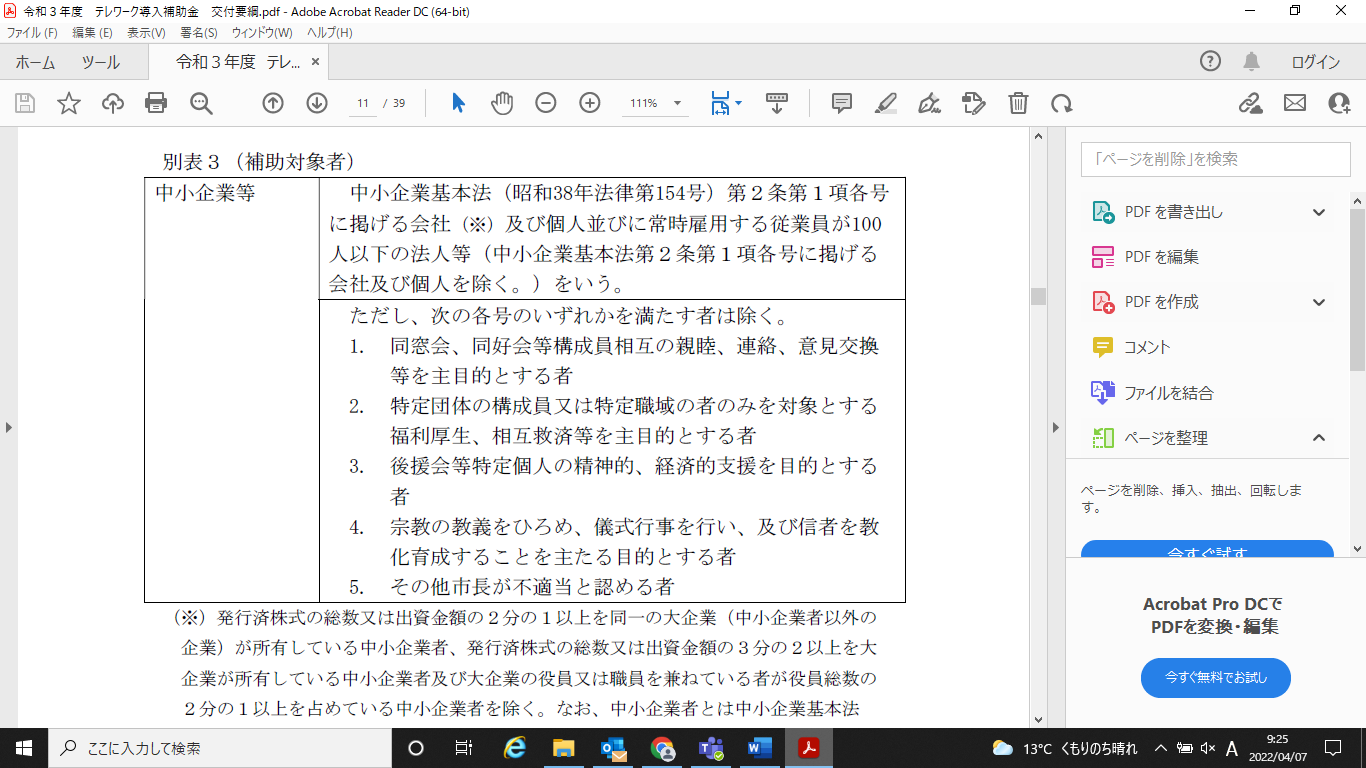 令和３年度　テレワーク導入補助金　交付要綱.pdf - Adobe Acrobat Reader DC (64-bit)
ファイル(F) 編集(E) 表示(V) 署名(S) ウィンドウ(W) ヘルプ(H)
ホーム ツール 令和３年度　テレ... × ログイン
11 / 39 111%
別表３（補助対象者）
中小企業等
中小企業基本法（昭和38年法律第154号）第２条第１項各号
に掲げる会社（※）及び個人並びに常時雇用する従業員が100
人以下の法人等（中小企業基本法第２条第１項各号に掲げる
会社及び個人を除く。）をいう。
ただし、次の各号のいずれかを満たす者は除く。
1. 同窓会、同好会等構成員相互の親睦、連絡、意見交換
等を主目的とする者
2. 特定団体の構成員又は特定職域の者のみを対象とする
福利厚生、相互救済等を主目的とする者
3. 後援会等特定個人の精神的、経済的支援を目的とする
者
4. 宗教の教義をひろめ、儀式行事を行い、及び信者を教
化育成することを主たる目的とする者
5. その他市長が不適当と認める者
（※）発行済株式の総数又は出資金額の２分の１以上を同一の大企業（中小企業者以外の
企業）が所有している中小企業者、発行済株式の総数又は出資金額の３分の２以上を大
企業が所有している中小企業者及び大企業の役員又は職員を兼ねている者が役員総数の
２分の１以上を占めている中小企業者を除く。なお、中小企業者とは中小企業基本法
「ページを削除」を検索
PDF を書き出し
PDF を編集
PDF を作成
コメント
ファイルを結合
ページを整理
ページを削除、挿入、抽出、回転しま
す。
今すぐ試す
Acrobat Pro DCで
PDFを変換・編集
今すぐ無料でお試し
ここに入力して検索
13°C くもりのち晴れ
A
9:25
2022/04/07